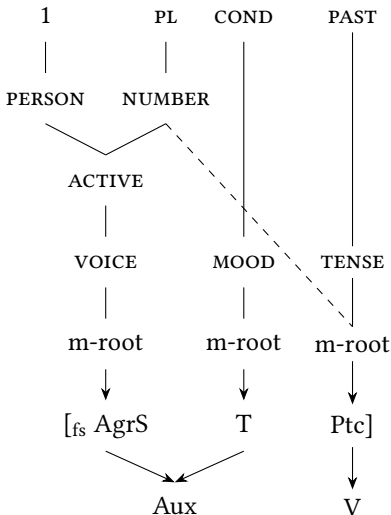 1 PL COND PAST
PERSON NUMBER
ACTIVE
VOICE MOOD TENSE
m-root m-root m-root
[fs AgrS T Ptc]
Aux V